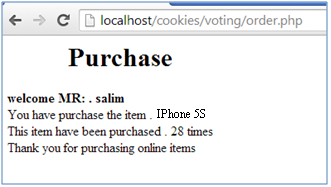 localhost/cookies/voting/order.php
Purchase
welcome MR: . salim
You have purchase the item . IPhone 5S
This item have been purchased . 28 times
Thank you for purchasing online items